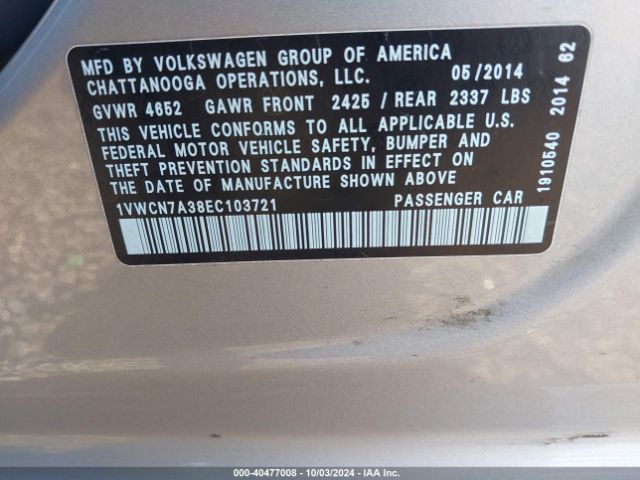 MFD BY VOLKSWAGEN GROUP OF AMERICA
CHATTANOOGA OPERATIONS, LLC. 05/2014
GVWR 4652 GAWR FRONT 2425 / REAR 2337 LBS
THIS VEHICLE CONFORMS TO ALL APPLICABLE U.S.
FEDERAL MOTOR VEHICLE SAFETY, BUMPER AND
THEFT PREVENTION STANDARDS IN EFFECT ON
THE DATE OF MANUFACTURE SHOWN ABOVE
1VWCN7A38EC103721 PASSENGER CAR
1910540 2014 62
000-40477008 | 10/03/2024 | IAAI.com